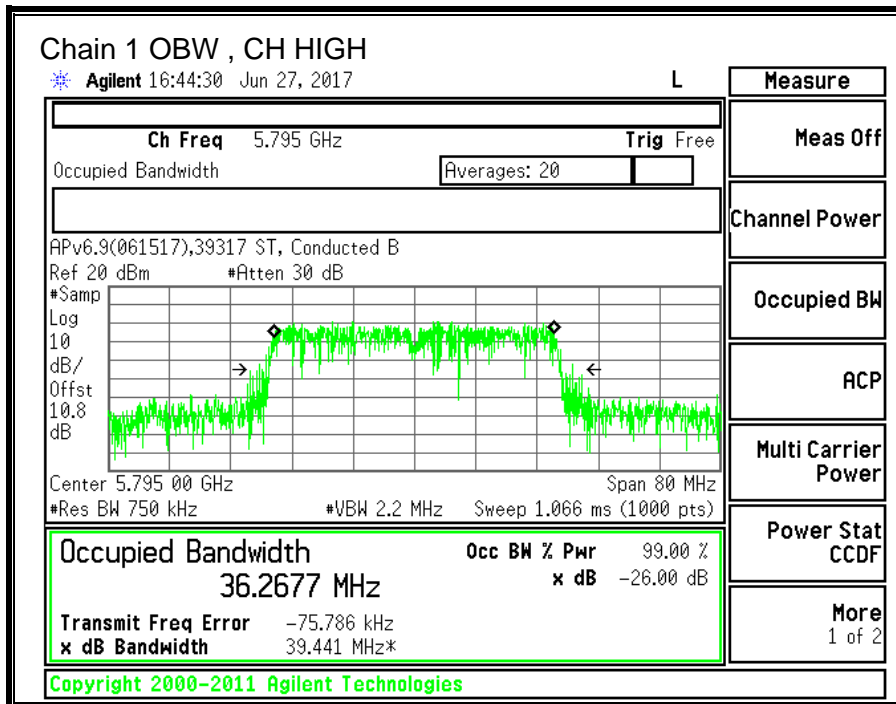 Chain 1 OBW , CH HIGH
Agilent 16:44:30 Jun 27, 2017 L
Measure
Ch Freq 5.795 GHz Trig Free
Occupied Bandwidth Averages: 20
APv6.9(061517),39317 ST, Conducted B
Ref 20 dBm #Atten 30 dB
#Samp
Log
10
dB/
Offst
10.8
dB
Center 5.795 00 GHz Span 80 MHz
#Res BW 750 kHz #VBW 2.2 MHz Sweep 1.066 ms (1000 pts)
Occupied Bandwidth Occ BW % Pwr 99.00 %
36.2677 MHz x dB -26.00 dB
Transmit Freq Error -75.786 kHz
x dB Bandwidth 39.441 MHz*
Copyright 2000-2011 Agilent Technologies
Meas Off
Channel Power
Occupied BW
ACP
Multi Carrier
Power
Power Stat
CCDF
More
1 of 2